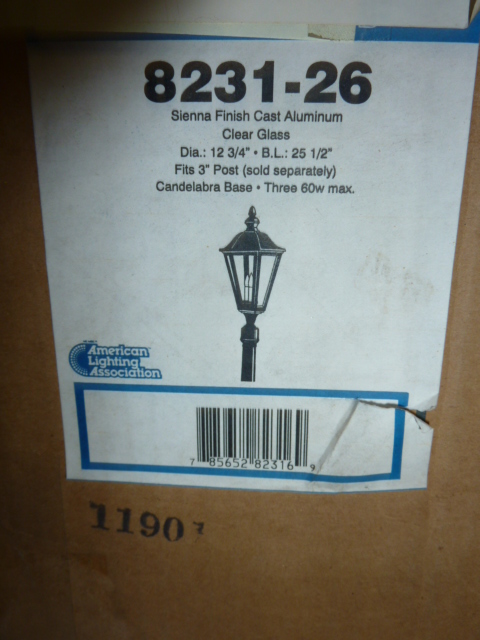 8231-26
Sienna Finish Cast Aluminum
Clear Glass
Dia.: 12 3/4" • B.L.: 25 1/2"
Fits 3" Post (sold separately)
Candelabra Base • Three 60w max.
American
Lighting
Association
7 85652 82316 9
1190